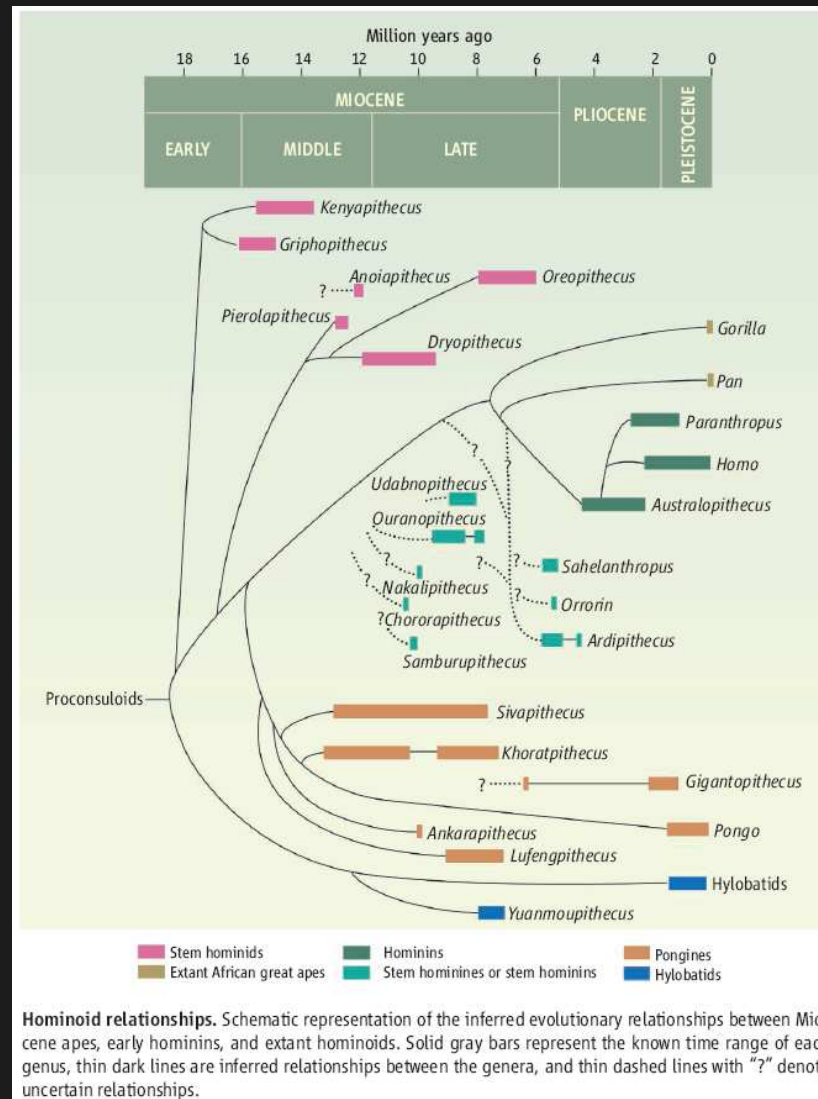 Million years ago
18 16 14 12 10 8 6 4 2 0
MIOCENE
PLIOCENE
PLEISTOCENE
EARLY
MIDDLE
LATE
Kenyapithecus
Griphopithecus
Anoiapithecus
Oreopithecus
?
Pierolapithecus
Gorilla
Dryopithecus
Pan
Paranthropus
?
?
Homo
Udabnopithecus
Australopithecus
Ouranopithecus
?
?
?
Sahelanthropus
?
Nakalipithecus
?
Orrorin
?
Chororapithecus
Ardipithecus
Samburupithecus
Proconsuloids
Sivapithecus
Khoratpithecus
?
Gigantopithecus
Ankarapithecus
Pongo
Lufengpithecus
Hylobatids
Yuanmoupithecus
Stem hominids
Hominins
Pongines
Extant African great apes
Stem hominines or stem hominins
Hylobatids
Hominoid relationships. Schematic representation of the inferred evolutionary relationships between Mio
cene apes, early hominins, and extant hominoids. Solid gray bars represent the known time range of eac
genus, thin dark lines are inferred relationships between the genera, and thin dashed lines with "?" denot
uncertain relationships.